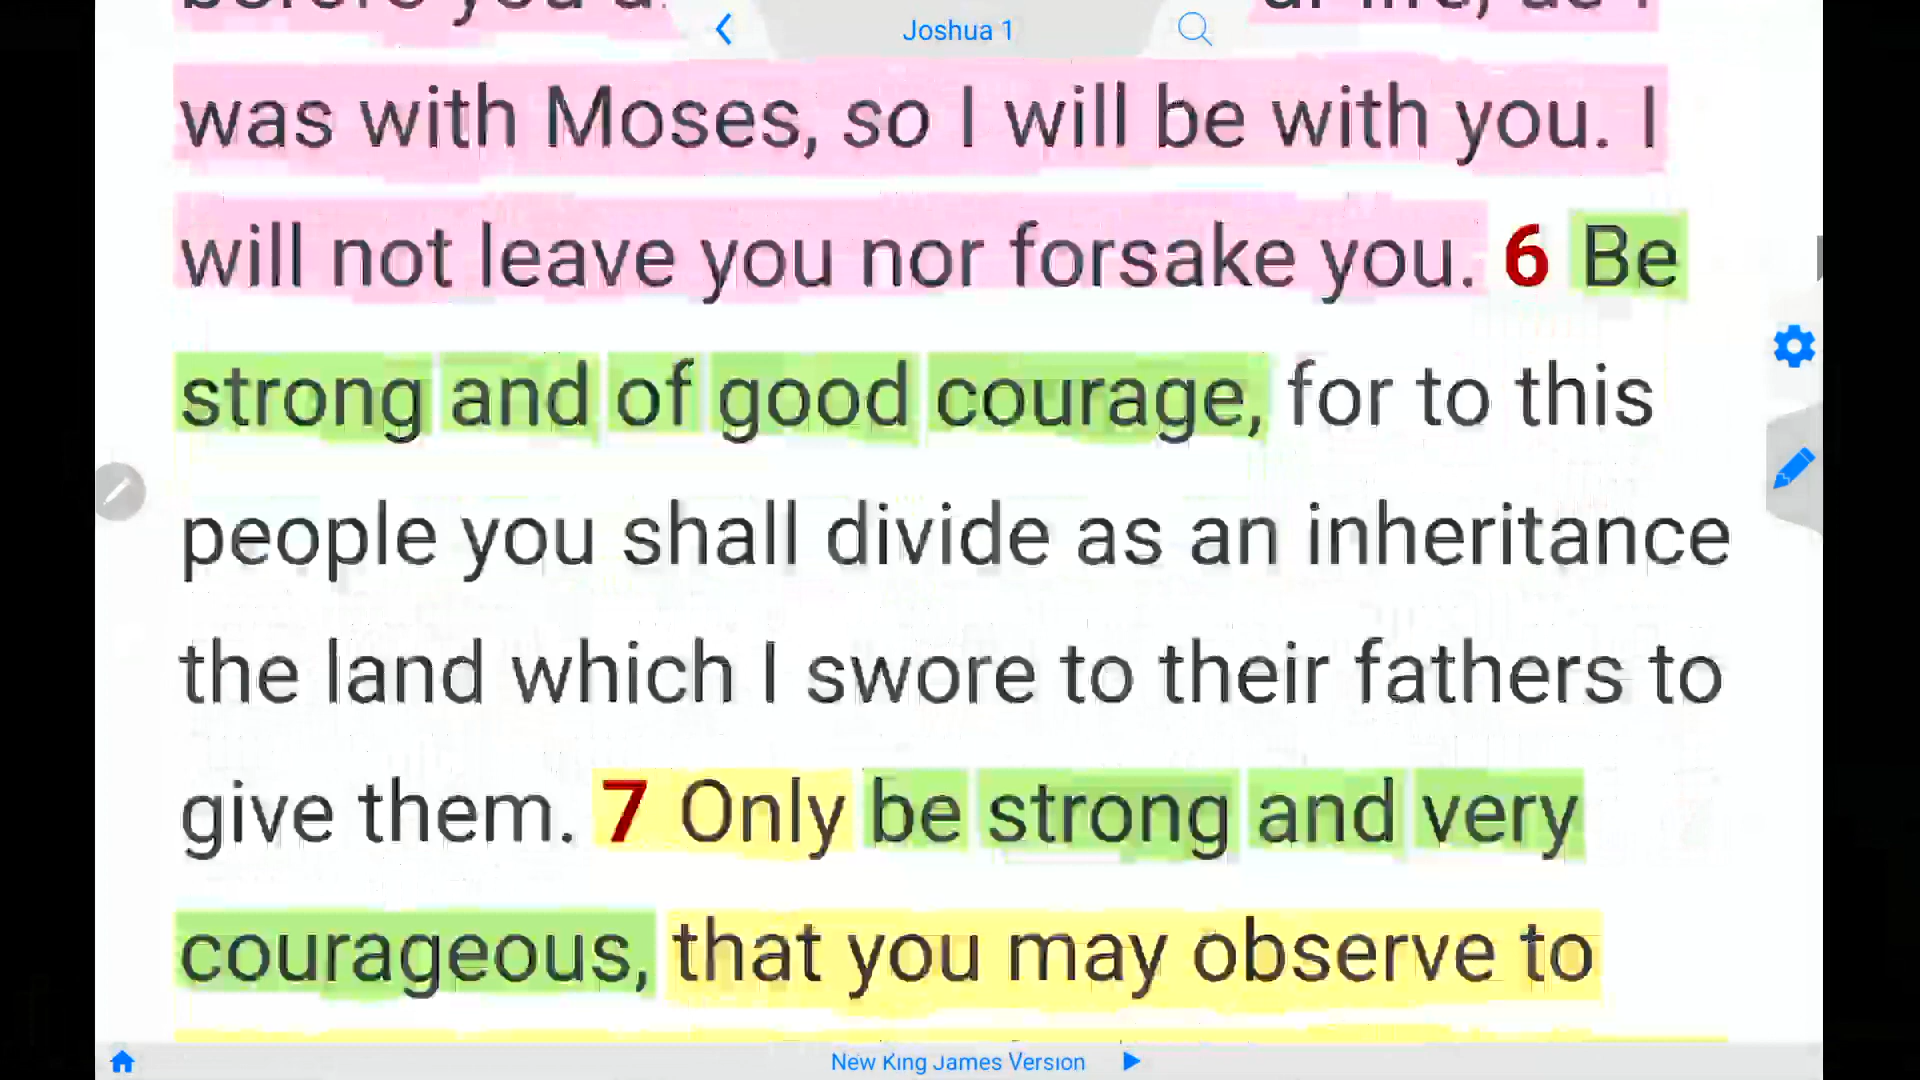 Joshua 1
was with Moses, so I will be with you. I
will not leave you nor forsake you. 6 Be
strong and of good courage, for to this
people you shall divide as an inheritance
the land which I swore to their fathers to
give them. 7 Only be strong and very
courageous, that you may observe to
New King James Version